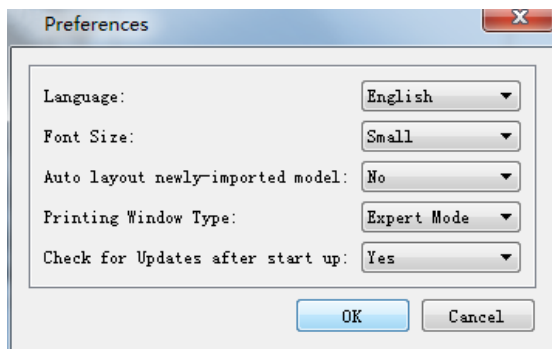 Preferences
Language: English
Font Size: Small
Auto layout newly-imported model: No
Printing Window Type: Expert Mode
Check for Updates after start up: Yes
OK Cancel